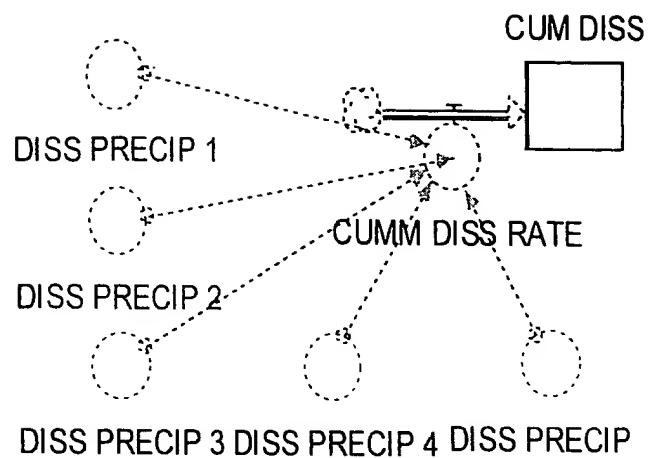 CUM DISS
DISS PRECIP 1
CUMM DISS RATE
DISS PRECIP 2
DISS PRECIP 3
DISS PRECIP 4
DISS PRECIP